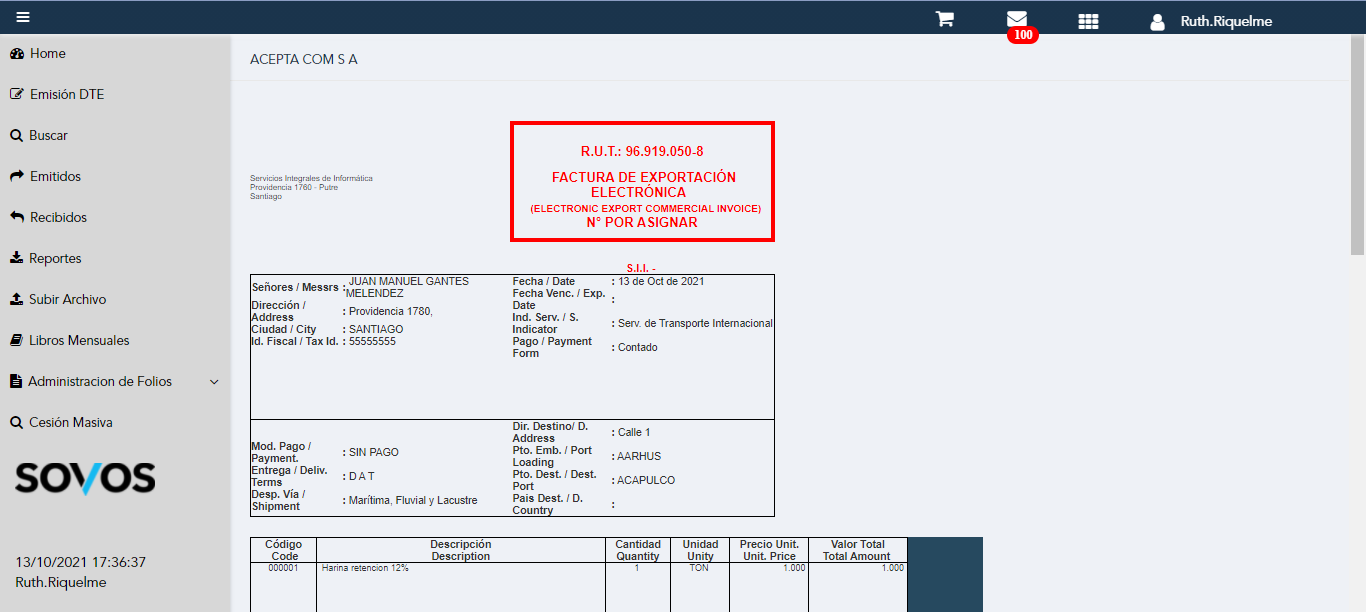 100
Ruth.Riquelme
Home
Emisión DTE
Buscar
Emitidos
Recibidos
Reportes
Subir Archivo
Libros Mensuales
Administracion de Folios
Cesión Masiva
SOVOS
13/10/2021 17:36:37
Ruth.Riquelme
ACEPTA COM S A
Servicios Integrales de Informática
Providencia 1760 - Putre
Santiago
R.U.T.: 96.919.050-8
FACTURA DE EXPORTACIÓN
ELECTRÓNICA
(ELECTRONIC EXPORT COMMERCIAL INVOICE)
N° POR ASIGNAR
S.I.I. -
Señores / Messrs : JUAN MANUEL GANTES
MELENDEZ
Dirección /
Address : Providencia 1780,
Ciudad / City : SANTIAGO
Id. Fiscal / Tax Id. : 55555555
Fecha / Date : 13 de Oct de 2021
Fecha Venc. / Exp.
Date :
Ind. Serv. / S.
Indicator : Serv. de Transporte Internacional
Pago / Payment
Form : Contado
Mod. Pago /
Payment. : SIN PAGO
Entrega / Deliv.
Terms : D A T
Desp. Vía /
Shipment : Marítima, Fluvial y Lacustre
Dir. Destino/ D.
Address : Calle 1
Pto. Emb. / Port
Loading : AARHUS
Pto. Dest. / Dest.
Port : ACAPULCO
Pais Dest. / D.
Country :
Código Descripción Cantidad Unidad Precio Unit. Valor Total
Code Description Quantity Unity Unit. Price Total Amount
000001 Harina retencion 12% 1 TON 1.000 1.000